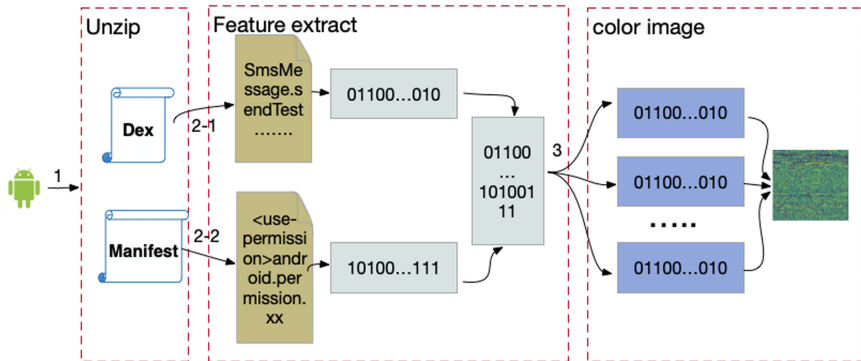 Unzip
Feature extract
color image
Dex
Manifest
1
2-1
2-2
SmsMe
ssage.s
endTest
.......
<use-
permissi
on>andr
oid.per
mission.
xx
01100...010
10100...111
01100
...
101001
11
3
01100...010
01100...010
.....
01100...010